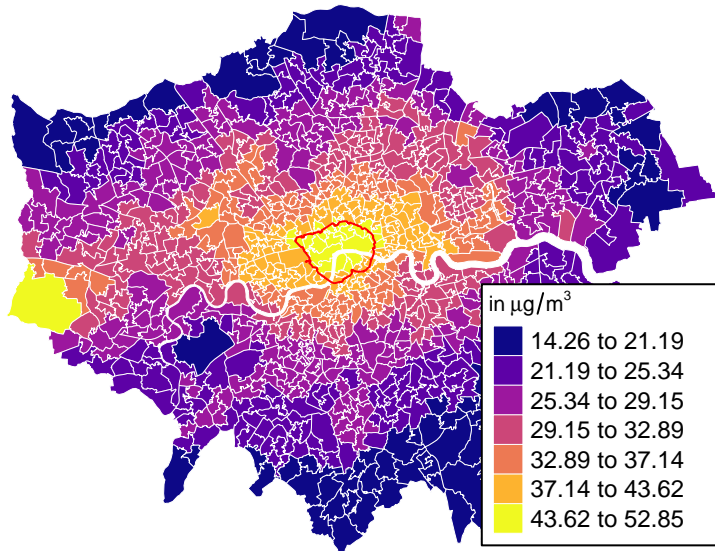 in μg/m³
14.26 to 21.19
21.19 to 25.34
25.34 to 29.15
29.15 to 32.89
32.89 to 37.14
37.14 to 43.62
43.62 to 52.85